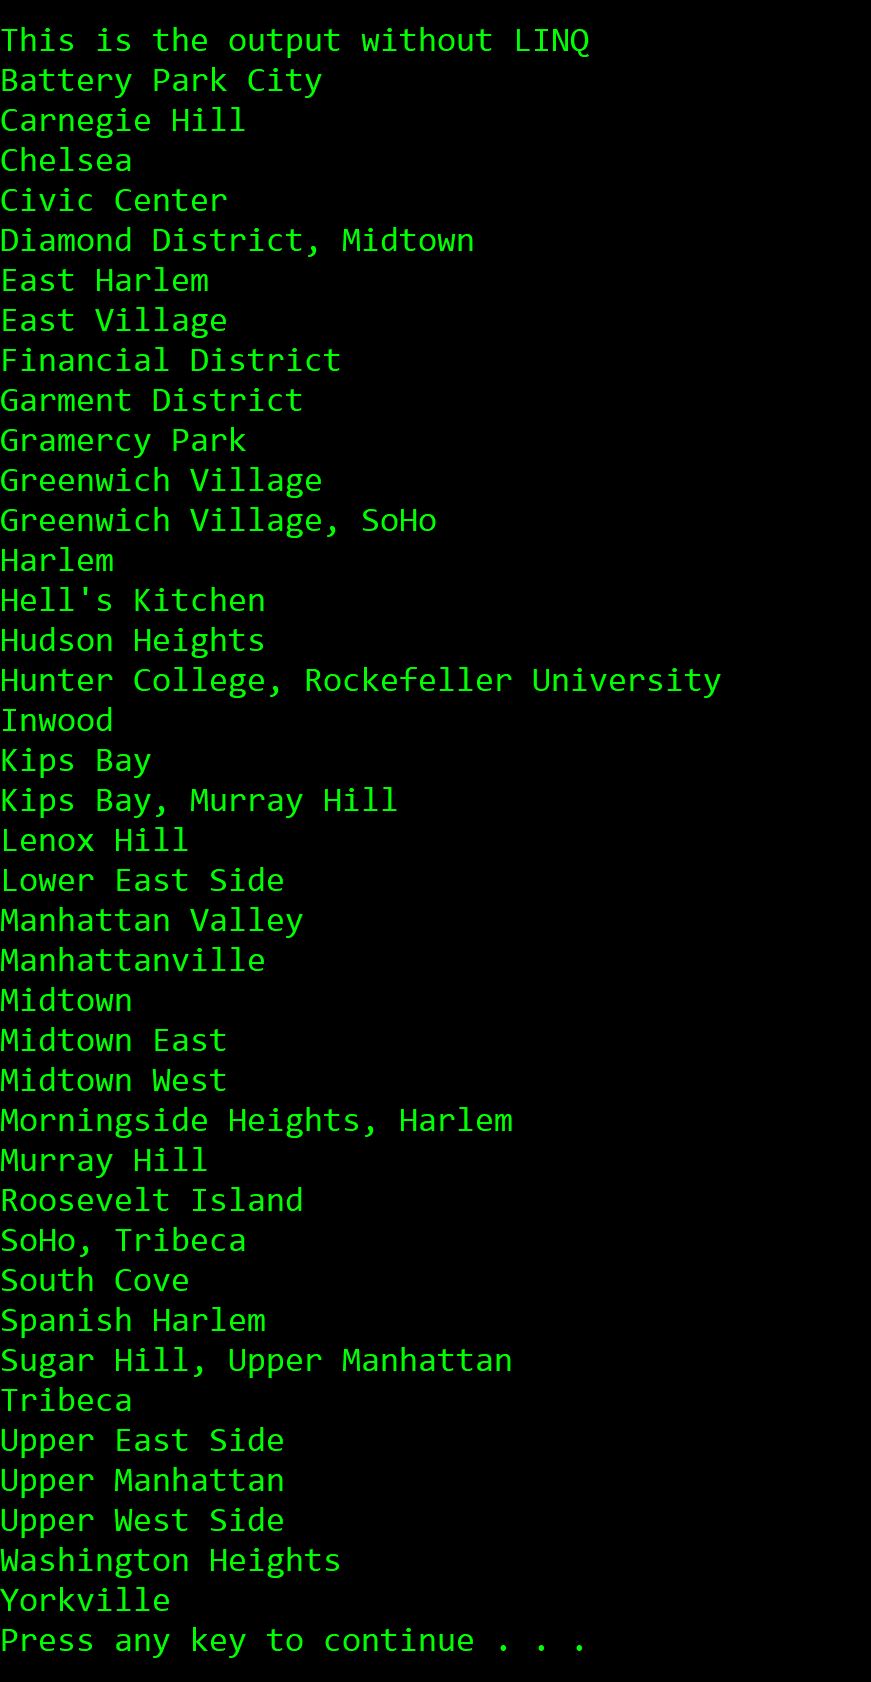 This is the output without LINQ
Battery Park City
Carnegie Hill
Chelsea
Civic Center
Diamond District, Midtown
East Harlem
East Village
Financial District
Garment District
Gramercy Park
Greenwich Village
Greenwich Village, SoHo
Harlem
Hell's Kitchen
Hudson Heights
Hunter College, Rockefeller University
Inwood
Kips Bay
Kips Bay, Murray Hill
Lenox Hill
Lower East Side
Manhattan Valley
Manhattanville
Midtown
Midtown East
Midtown West
Morningside Heights, Harlem
Murray Hill
Roosevelt Island
SoHo, Tribeca
South Cove
Spanish Harlem
Sugar Hill, Upper Manhattan
Tribeca
Upper East Side
Upper Manhattan
Upper West Side
Washington Heights
Yorkville
Press any key to continue . . .